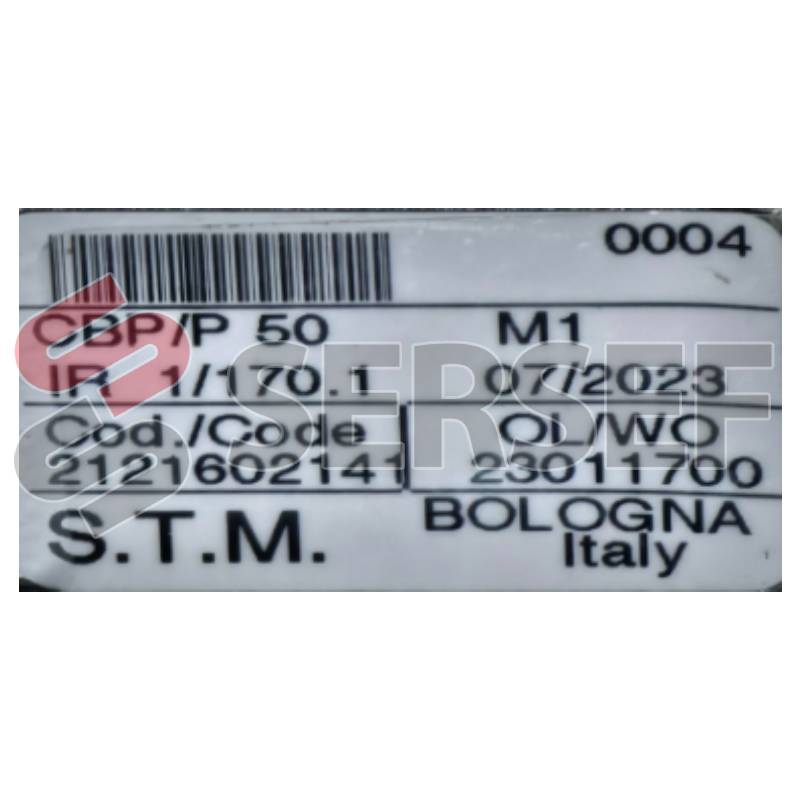 0004
CBP/P 50 M1
IR 1/170.1 07/2023
Cod./Code OL/WO
2121602141 23011700
S.T.M. BOLOGNA
Italy
SERSEF